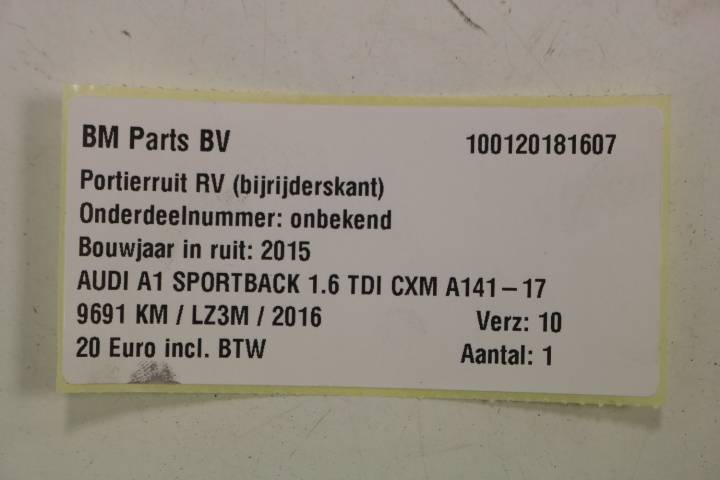 BM Parts BV 100120181607
Portierruit RV (bijrijderskant)
Onderdeelnummer: onbekend
Bouwjaar in ruit: 2015
AUDI A1 SPORTBACK 1.6 TDI CXM A141-17
9691 KM / LZ3M / 2016 Verz: 10
20 Euro incl. BTW Aantal: 1